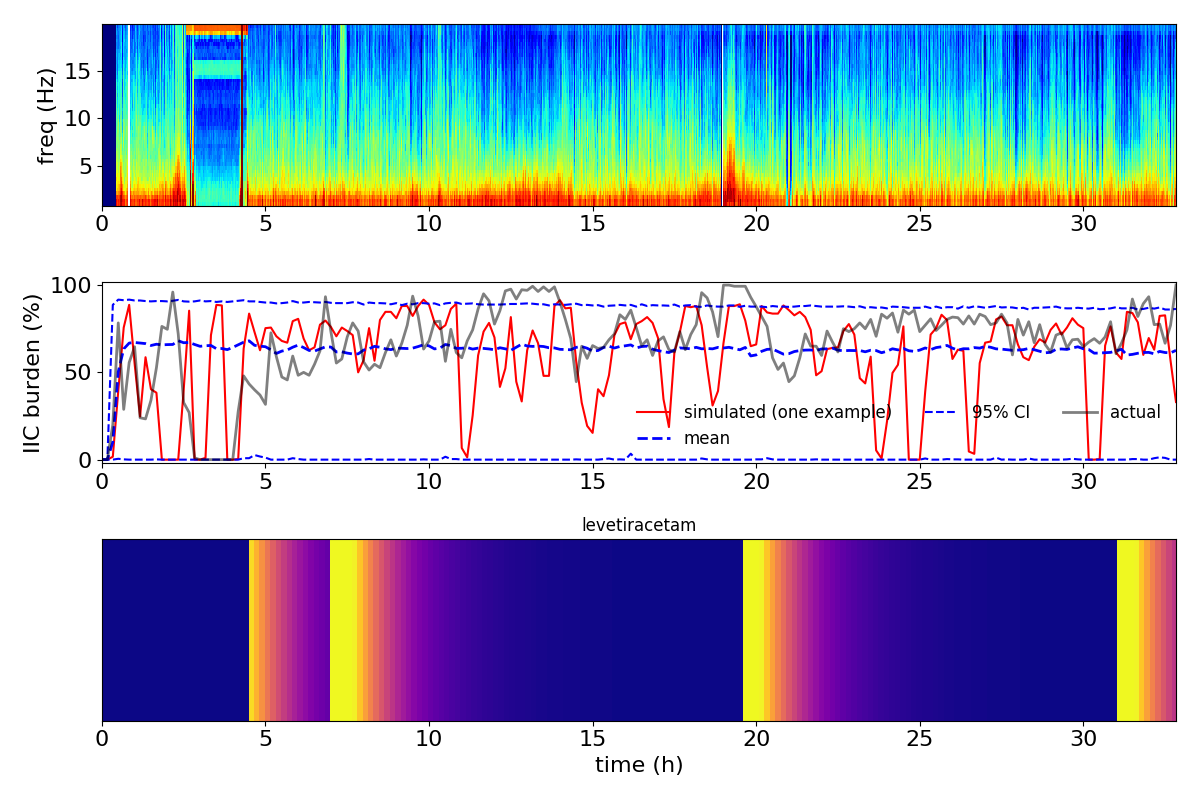 freq (Hz)
15
10
5
0 5 10 15 20 25 30
IIC burden (%)
100
50
0
simulated (one example) 95% CI actual
mean
0 5 10 15 20 25 30
levetiracetam
0 5 10 15 20 25 30
time (h)